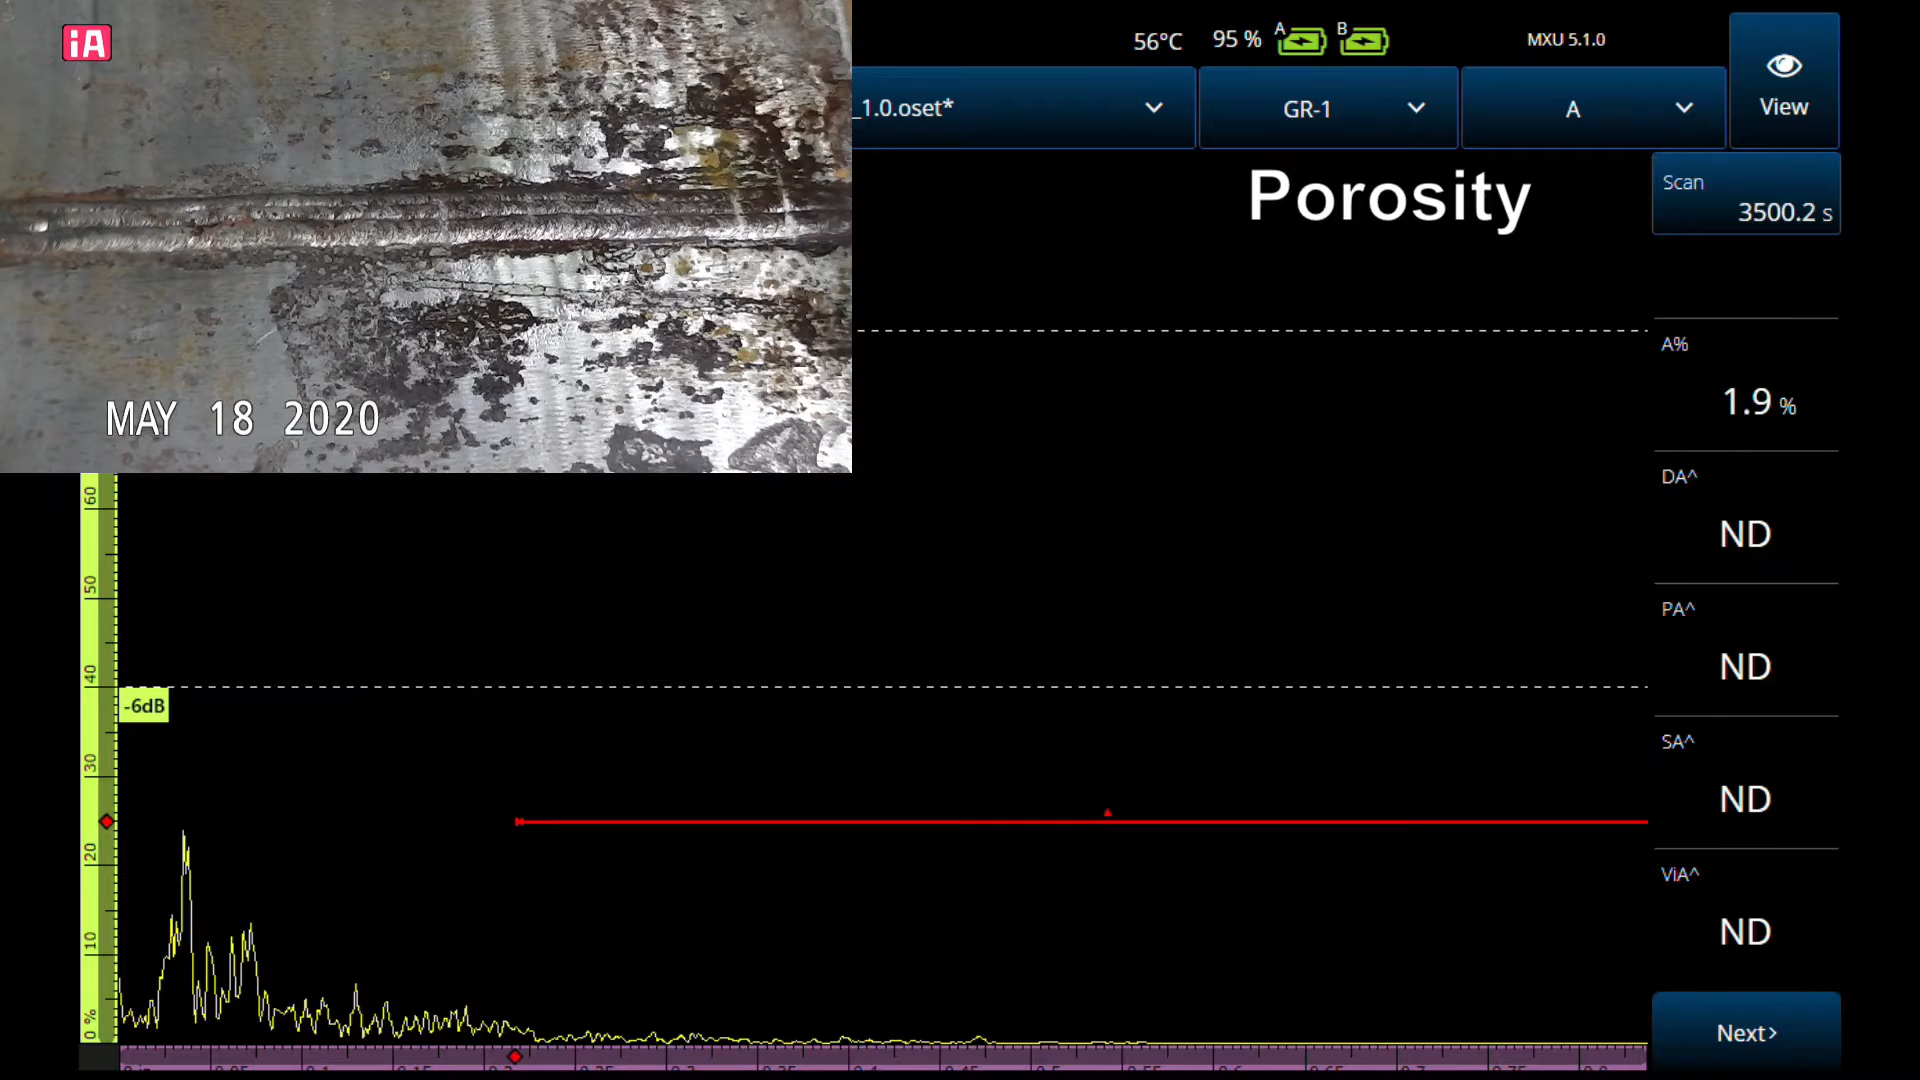 iA
56°C
95 %
A
B
MXU 5.1.0
_1.0.oset*
GR-1
A
View
Porosity
Scan
3500.2 s
A%
1.9 %
DA^
ND
PA^
ND
SA^
ND
ViA^
ND
Next>
MAY 18 2020
60
50
40
-6dB
30
20
10
0 %